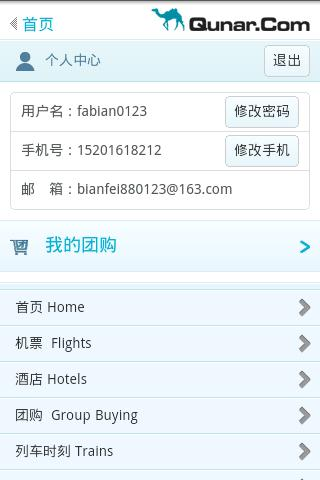 首页
Qunar.Com
个人中心
退出
用户名：fabian0123
修改密码
手机号：15201618212
修改手机
邮　箱：bianfei880123@163.com
我的团购
首页 Home
机票 Flights
酒店 Hotels
团购 Group Buying
列车时刻 Trains